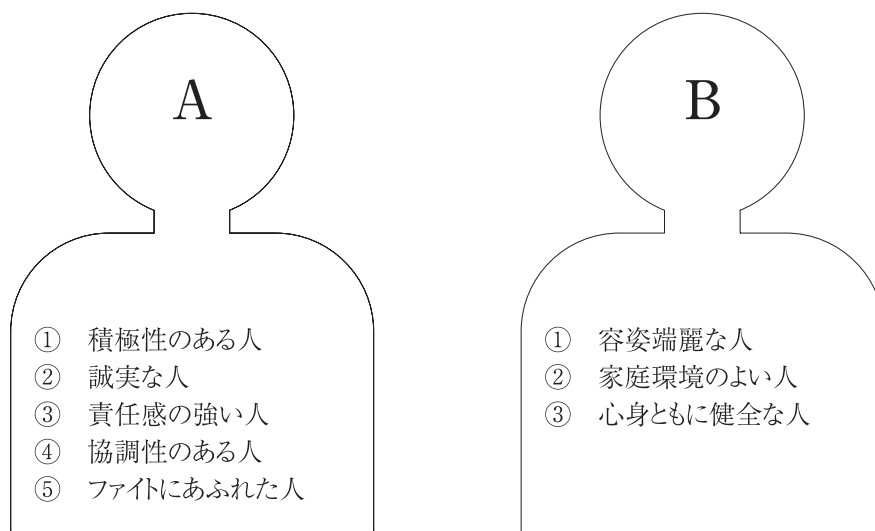 A
① 積極性のある人
② 誠実な人
③ 責任感の強い人
④ 協調性のある人
⑤ ファイトにあふれた人
B
① 容姿端麗な人
② 家庭環境のよい人
③ 心身ともに健全な人